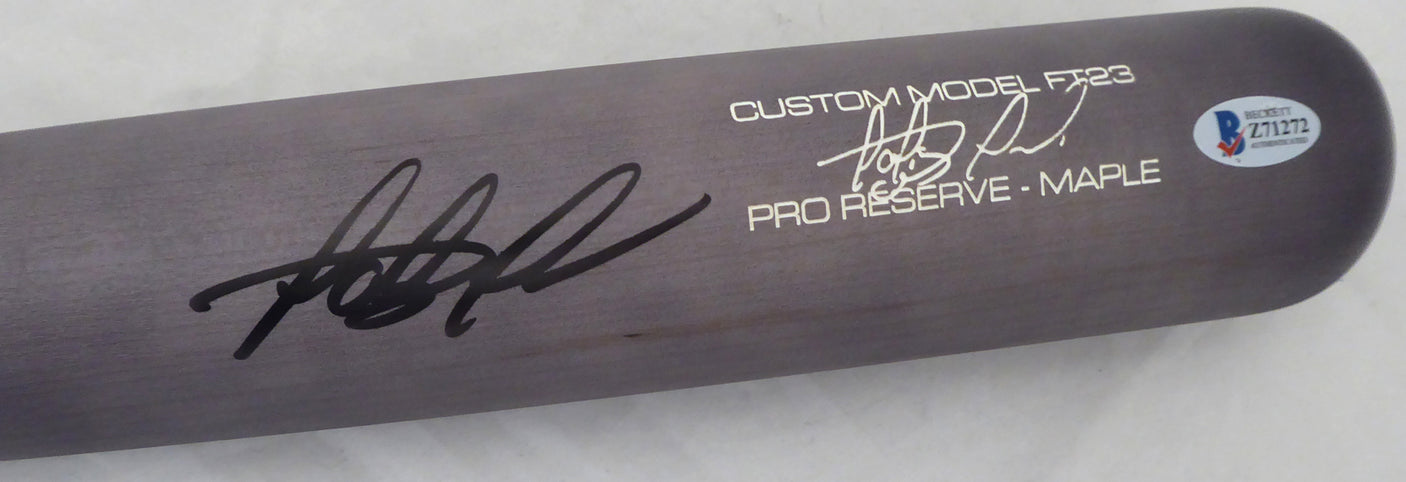 CUSTOM MODEL FT23
PRO RESERVE - MAPLE
BECKETT
Z71272
AUTHENTICATED